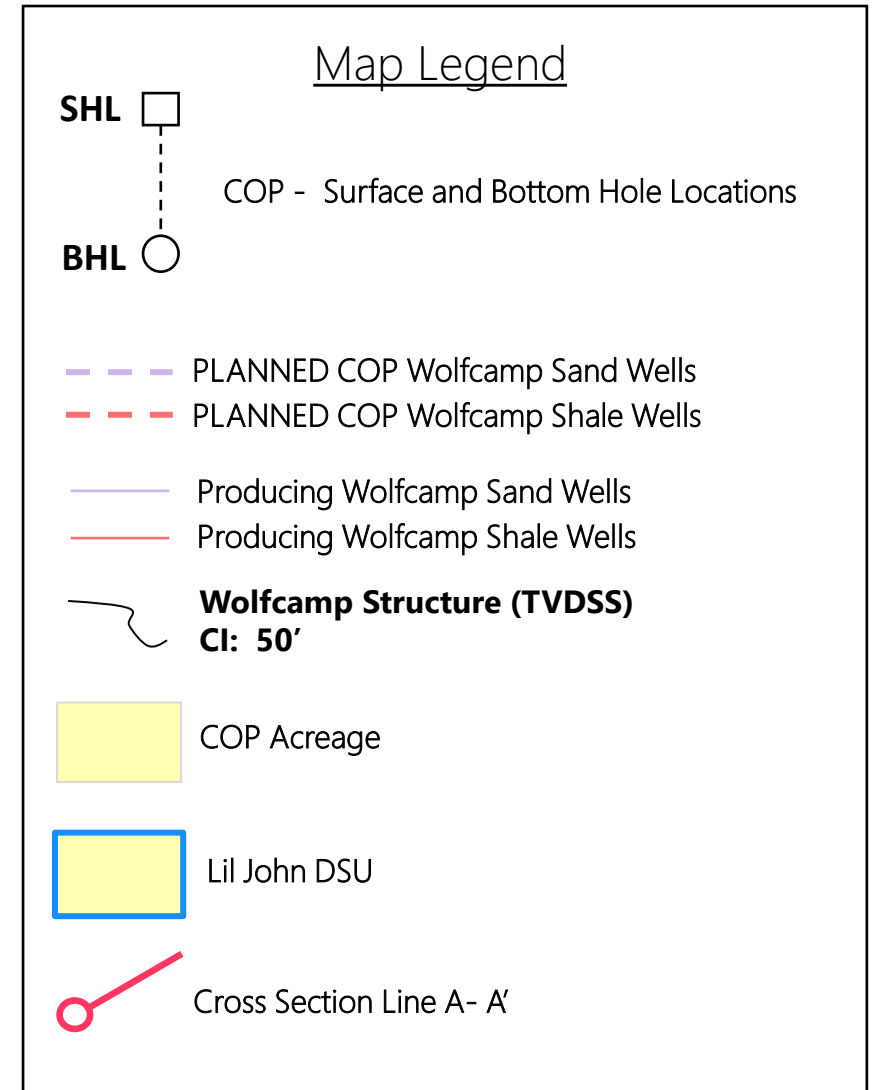 Map Legend
SHL
COP - Surface and Bottom Hole Locations
BHL
PLANNED COP Wolfcamp Sand Wells
PLANNED COP Wolfcamp Shale Wells
Producing Wolfcamp Sand Wells
Producing Wolfcamp Shale Wells
Wolfcamp Structure (TVDSS)
CI: 50’
COP Acreage
Lil John DSU
Cross Section Line A- A’